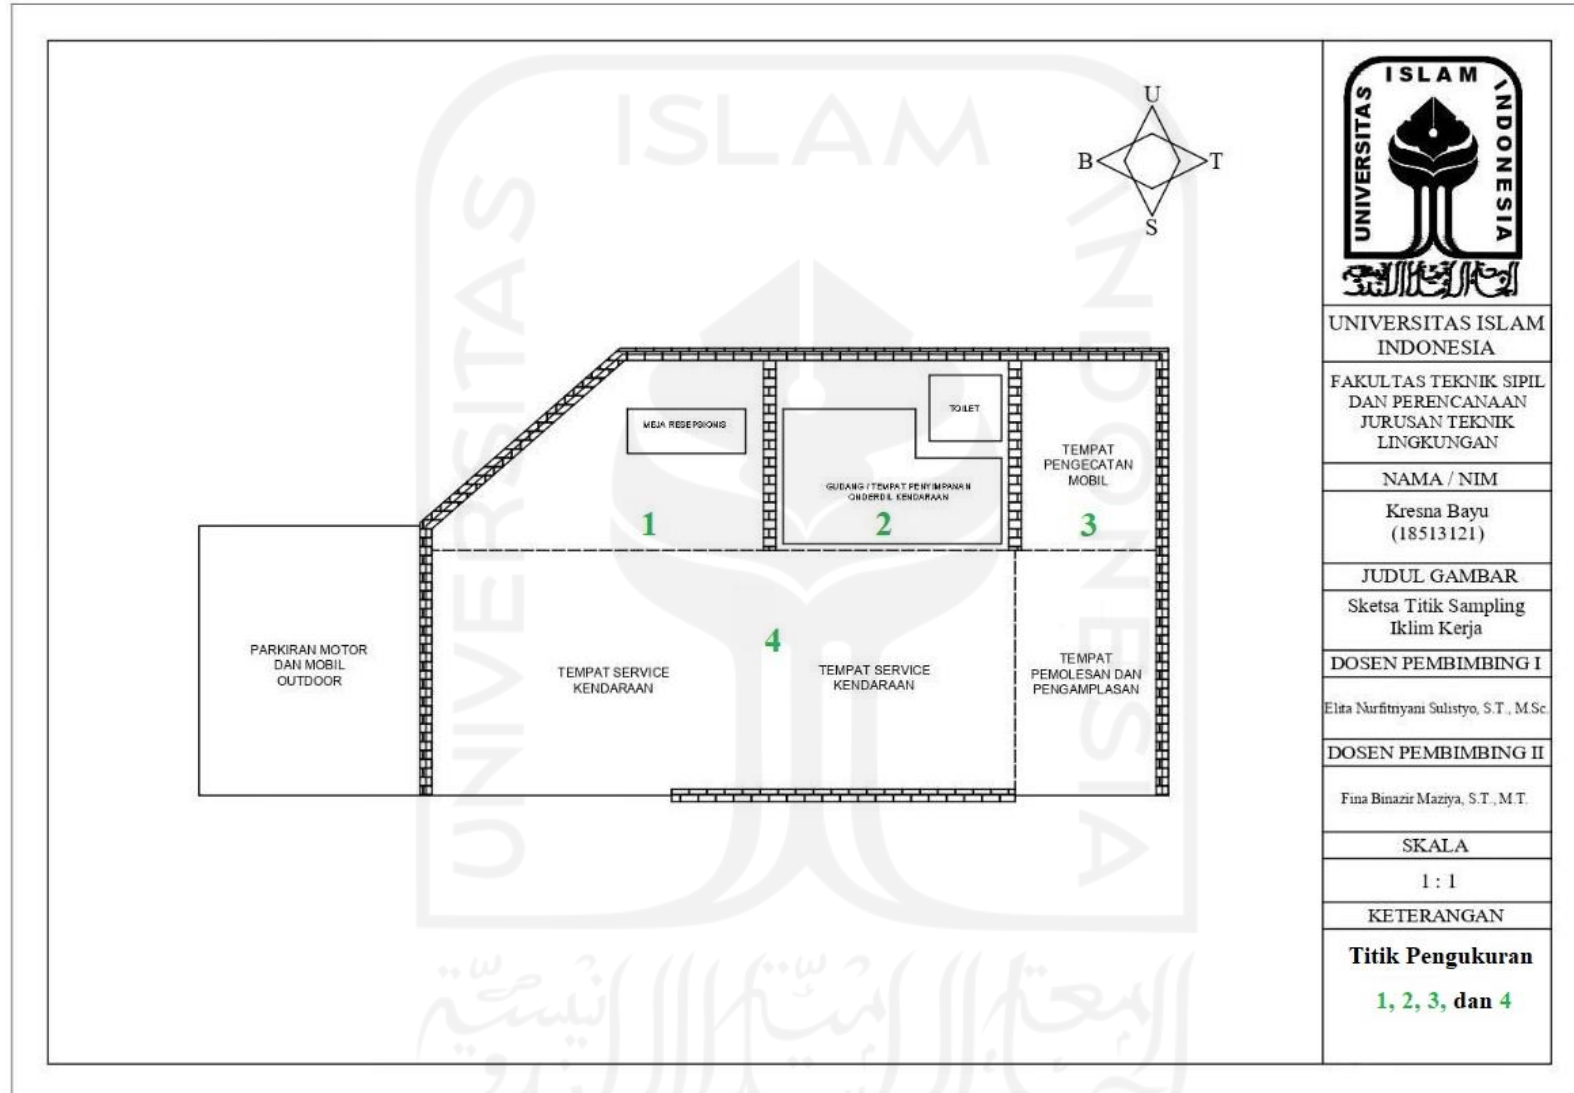 U
B
T
S
MEJA RESEPSIONIS
TOILET
GUDANG / TEMPAT PENYIMPANAN
ONDERDIL KENDARAAN
TEMPAT
PENGECATAN
MOBIL
1
2
3
4
PARKIRAN MOTOR
DAN MOBIL
OUTDOOR
TEMPAT SERVICE
KENDARAAN
TEMPAT SERVICE
KENDARAAN
TEMPAT
PEMOLESAN DAN
PENGAMPLASAN
ISLAM
UNIVERSITAS
INDONESIA
ISLAM
UNIVERSITAS
INDONESIA
UNIVERSITAS ISLAM
INDONESIA
FAKULTAS TEKNIK SIPIL
DAN PERENCANAAN
JURUSAN TEKNIK
LINGKUNGAN
NAMA / NIM
Kresna Bayu
(18513121)
JUDUL GAMBAR
Sketsa Titik Sampling
Iklim Kerja
DOSEN PEMBIMBING I
Elita Nurfitriyani Sulistyo, S.T., M.Sc.
DOSEN PEMBIMBING II
Fina Binazir Maziya, S.T., M.T.
SKALA
1 : 1
KETERANGAN
Titik Pengukuran
1, 2, 3, dan 4